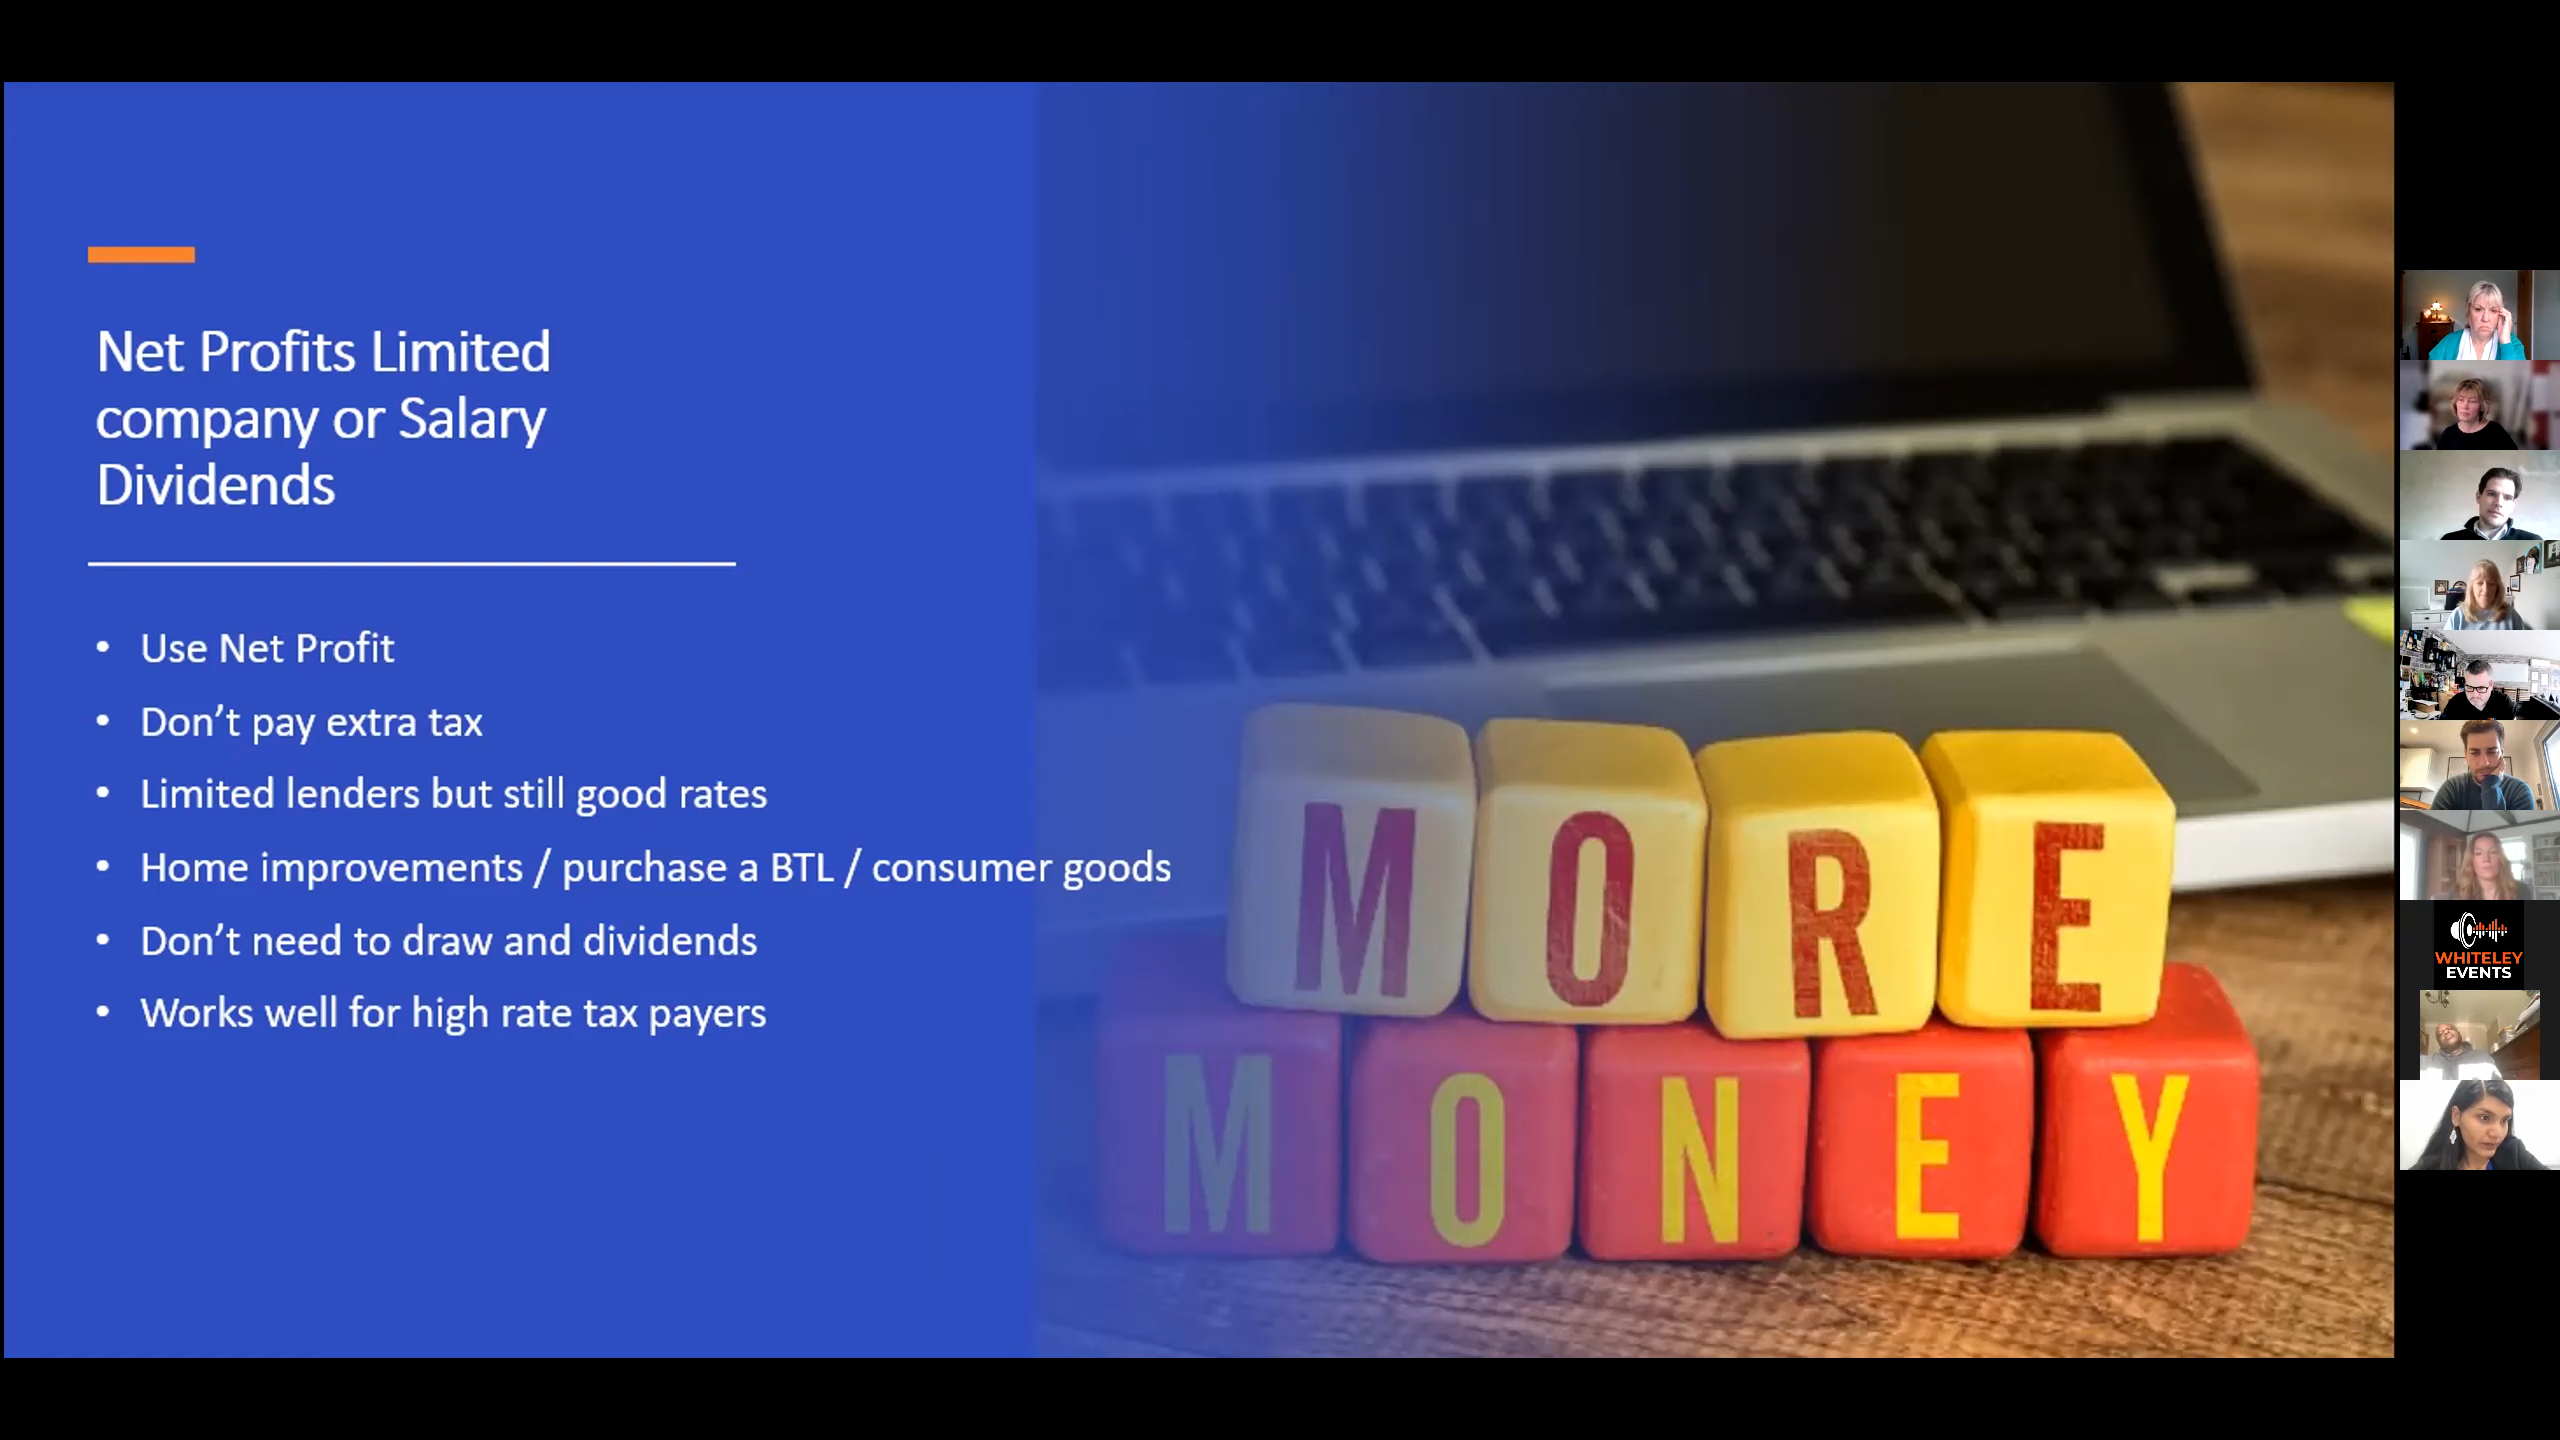 Net Profits Limited
company or Salary
Dividends
• Use Net Profit
• Don’t pay extra tax
• Limited lenders but still good rates
• Home improvements / purchase a BTL / consumer goods
• Don’t need to draw and dividends
• Works well for high rate tax payers
MORE
MONEY
WHITELEY
EVENTS